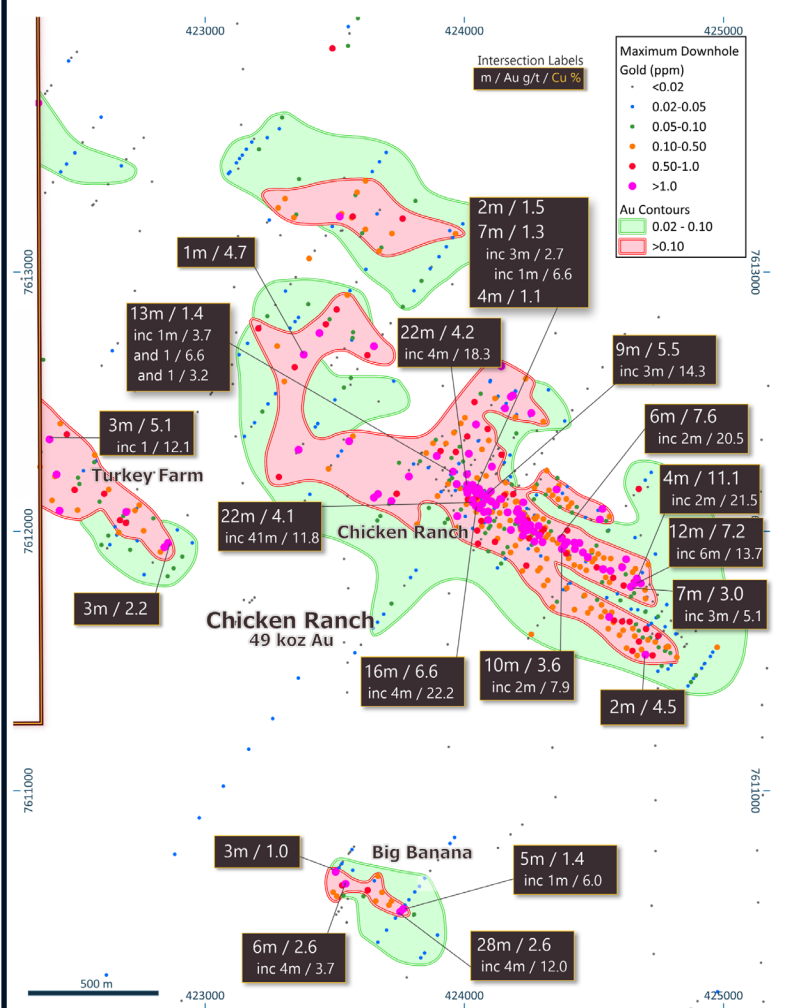 423000
424000
425000
Intersection Labels
m / Au g/t / Cu %
Maximum Downhole
Gold (ppm)
<0.02
0.02-0.05
0.05-0.10
0.10-0.50
0.50-1.0
>1.0
Au Contours
0.02 - 0.10
>0.10
7613000
7613000
2m / 1.5
7m / 1.3
inc 3m / 2.7
inc 1m / 6.6
4m / 1.1
1m / 4.7
13m / 1.4
inc 1m / 3.7
and 1 / 6.6
and 1 / 3.2
22m / 4.2
inc 4m / 18.3
9m / 5.5
inc 3m / 14.3
3m / 5.1
inc 1 / 12.1
6m / 7.6
inc 2m / 20.5
Turkey Farm
4m / 11.1
inc 2m / 21.5
22m / 4.1
inc 41m / 11.8
Chicken Ranch
12m / 7.2
inc 6m / 13.7
7612000
7612000
3m / 2.2
7m / 3.0
inc 3m / 5.1
Chicken Ranch
49 koz Au
16m / 6.6
inc 4m / 22.2
10m / 3.6
inc 2m / 7.9
2m / 4.5
7611000
7611000
3m / 1.0
Big Banana
5m / 1.4
inc 1m / 6.0
6m / 2.6
inc 4m / 3.7
28m / 2.6
inc 4m / 12.0
500 m
423000
424000
425000